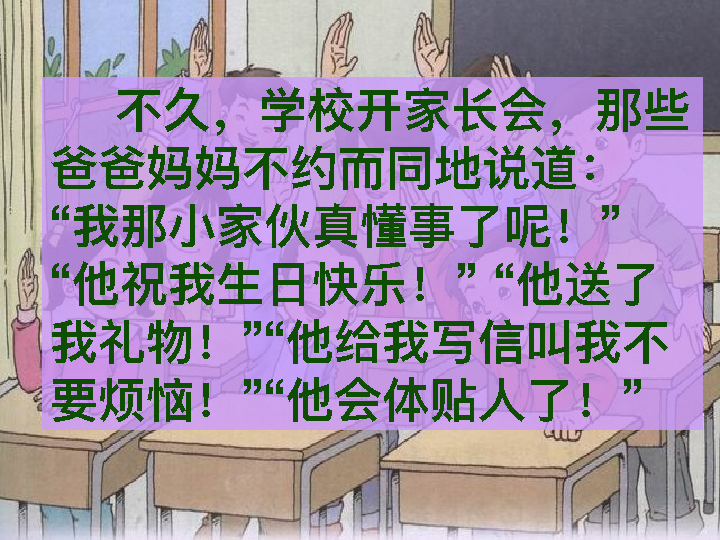 不久，学校开家长会，那些
爸爸妈妈不约而同地说道：
“我那小家伙真懂事了呢！”
“他祝我生日快乐！”“他送了
我礼物！”“他给我写信叫我不
要烦恼！”“他会体贴人了！”